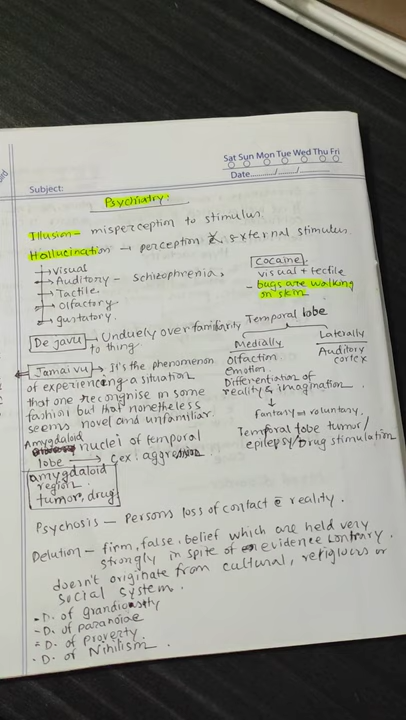 Sat Sun Mon Tue Wed Thu Fri
Date........./......../.........
Subject:
Psychiatry:
Illusion - misperception to stimulus.
Hallucination → perception external stimulus
Visual
Auditory - Schizophrenia,
Tactile.
Olfactory
gustatory.
Cocaine.
visual + tectile
- bugs are walking
on skin
De javu → Unduely over familiarity
to thing.
Jamai vu → it's the phenomenon
of experiencing a situation
that one recognise in some
fashion but that nonetheless
seems novel and unfamiliar.
Amygdaloid nuclei of temporal
lobe → sex: aggression
amygdaloid
region.
tumor, drug
Temporal lobe
Medially
Olfaction
emotion.
Differentiation of
reality & imagination.
↓
Fantasy = voluntary.
Laterally
Auditory
cortex
Temporal lobe tumor/
epilepsy/Drug stimulation
Psychosis - Persons loss of contact c̄ reality.
Delution - firm, false, belief which are held very
strongly in spite of evidence contrary.
doesn't originate from cultural, religious or
social system.
- D. of grandiosity
- D. of paranoiae
- D. of proverty.
- D. of Nihilism.